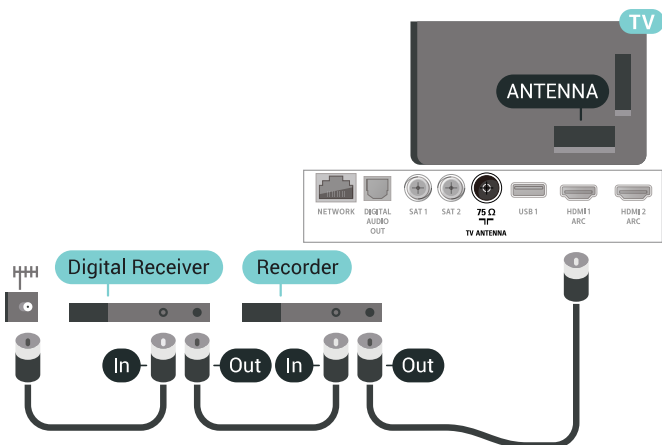 TV
ANTENNA
NETWORK
DIGITAL
AUDIO
OUT
SAT 1
SAT 2
75 Ω
TV ANTENNA
USB 1
HDMI 1
ARC
HDMI 2
ARC
Digital Receiver
Recorder
In
Out
In
Out